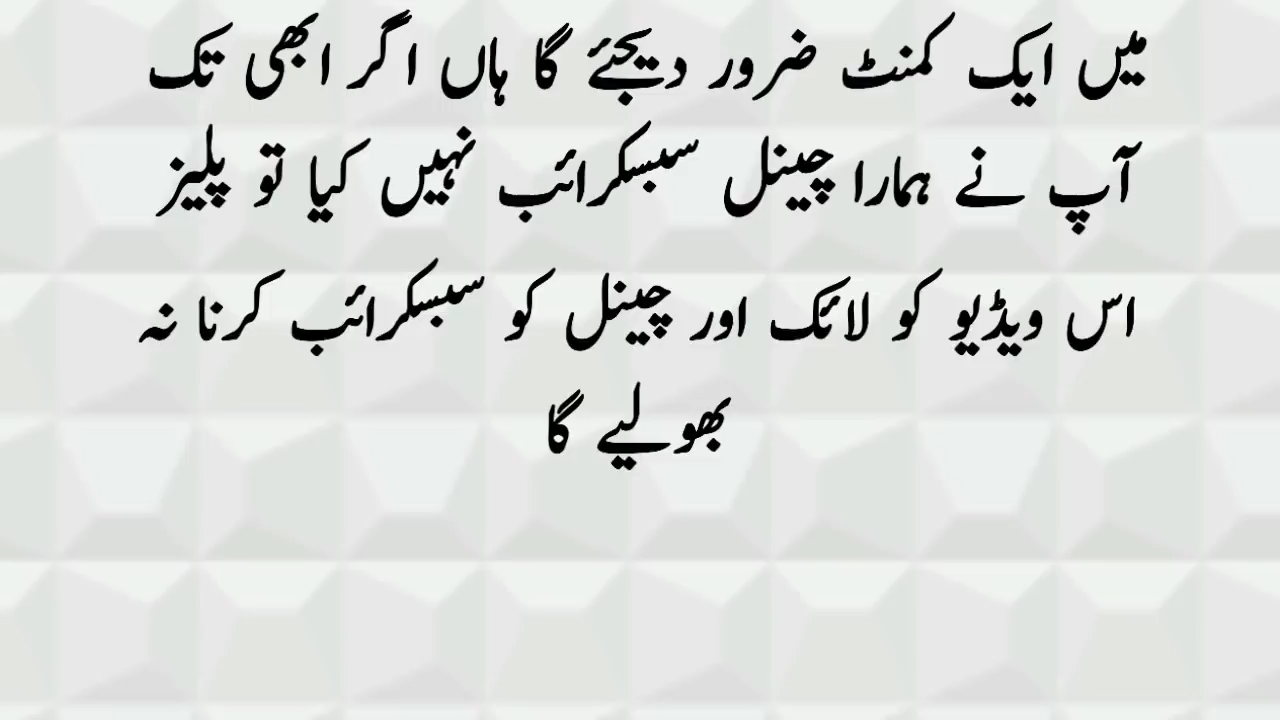 میں ایک کمنٹ ضرور دیجئے گا ہاں اگر ابھی تک
آپ نے ہمارا چینل سبسکرائب نہیں کیا تو پلیز
اس ویڈیو کو لائک اور چینل کو سبسکرائب کرنا نہ
بھولیے گا